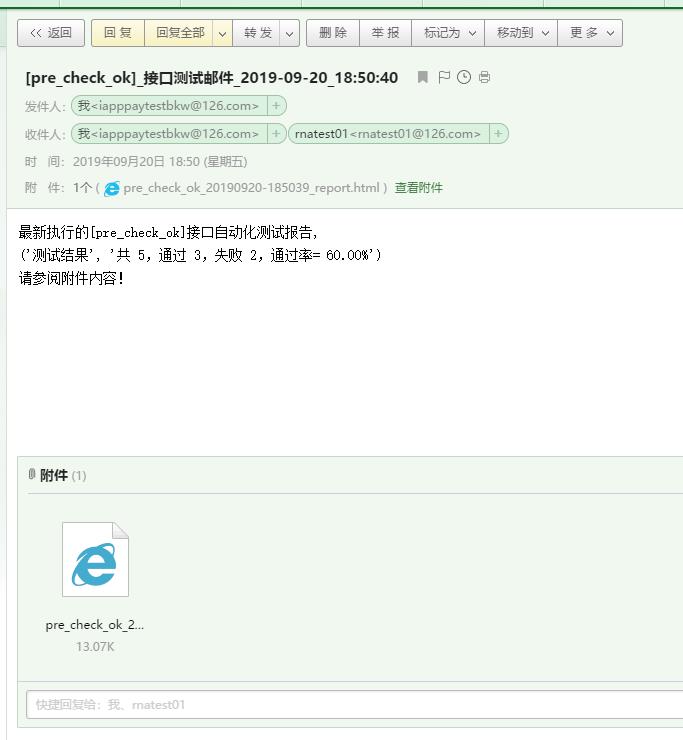 << 返回 回 复 回复全部 转 发 删 除 举 报 标记为 移动到 更 多
[pre_check_ok]_接口测试邮件_2019-09-20_18:50:40
发件人： 我<iapppaytestbkw@126.com> +
收件人： 我<iapppaytestbkw@126.com> + rnatest01<rnatest01@126.com> +
时 间： 2019年09月20日 18:50 (星期五)
附 件： 1个 ( pre_check_ok_20190920-185039_report.html ) 查看附件
最新执行的[pre_check_ok]接口自动化测试报告，
('测试结果', '共 5，通过 3，失败 2，通过率= 60.00%')
请参阅附件内容！
附件 (1)
pre_check_ok_2...
13.07K
快捷回复给：我、rnatest01